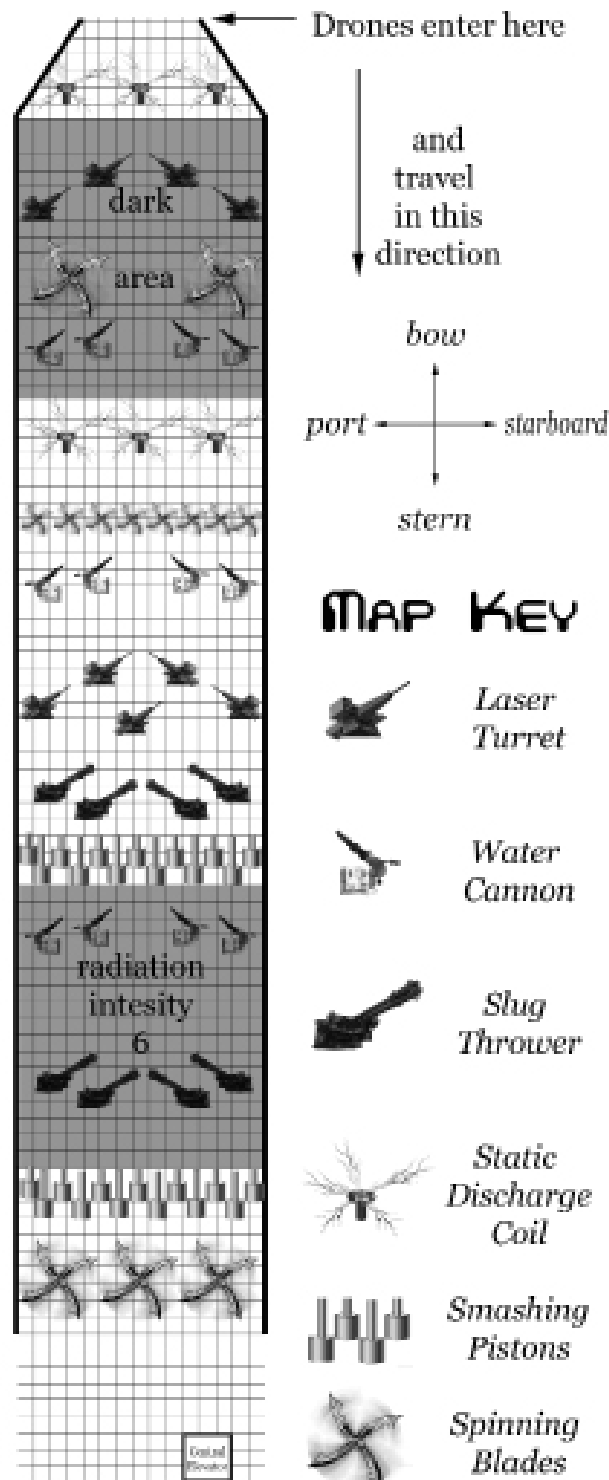 Drones enter here
and
travel
in this
direction
dark
area
bow
port
starboard
stern
Map Key
Laser
Turret
Water
Cannon
radiation
intesity
6
Slug
Thrower
Static
Discharge
Coil
Smashing
Pistons
Spinning
Blades